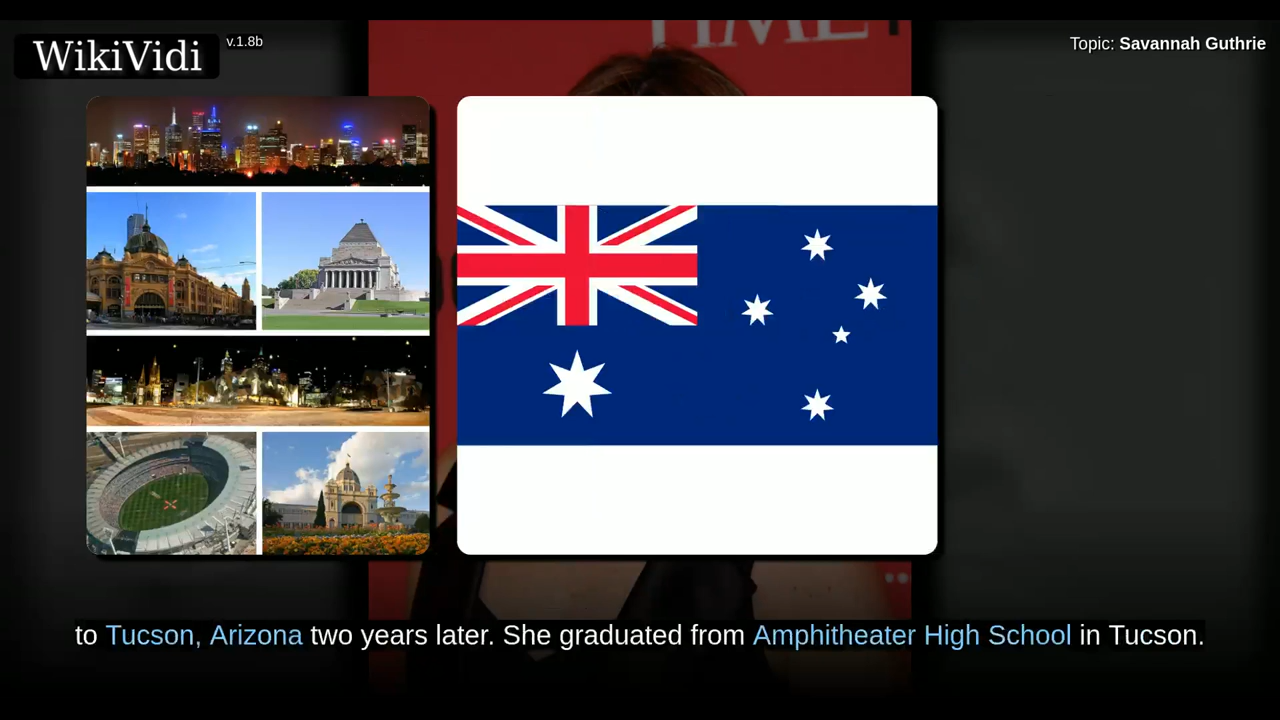 WikiVidi
v.1.8b
Topic: Savannah Guthrie
TIME
to Tucson, Arizona two years later. She graduated from Amphitheater High School in Tucson.